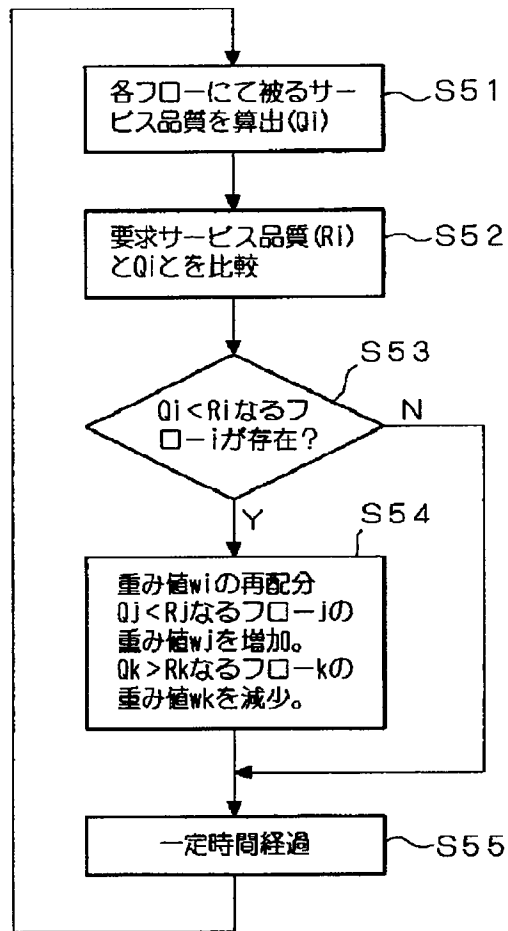 各フローにて被るサー
ビス品質を算出(Qi)
S51
要求サービス品質(Ri)
とQiとを比較
S52
S53
Qi<Riなるフ
ローiが存在?
N
Y
S54
重み値wiの再配分
Qj<Rjなるフローjの
重み値wjを増加。
Qk>Rkなるフローkの
重み値wkを減少。
一定時間経過
S55